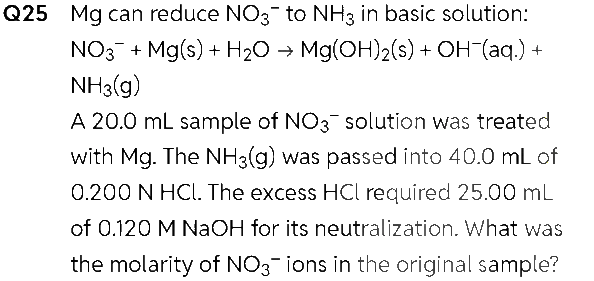 Q25 Mg can reduce NO₃⁻ to NH₃ in basic solution:
NO₃⁻ + Mg(s) + H₂O → Mg(OH)₂(s) + OH⁻(aq.) +
NH₃(g)
A 20.0 mL sample of NO₃⁻ solution was treated
with Mg. The NH₃(g) was passed into 40.0 mL of
0.200 N HCl. The excess HCl required 25.00 mL
of 0.120 M NaOH for its neutralization. What was
the molarity of NO₃⁻ ions in the original sample?